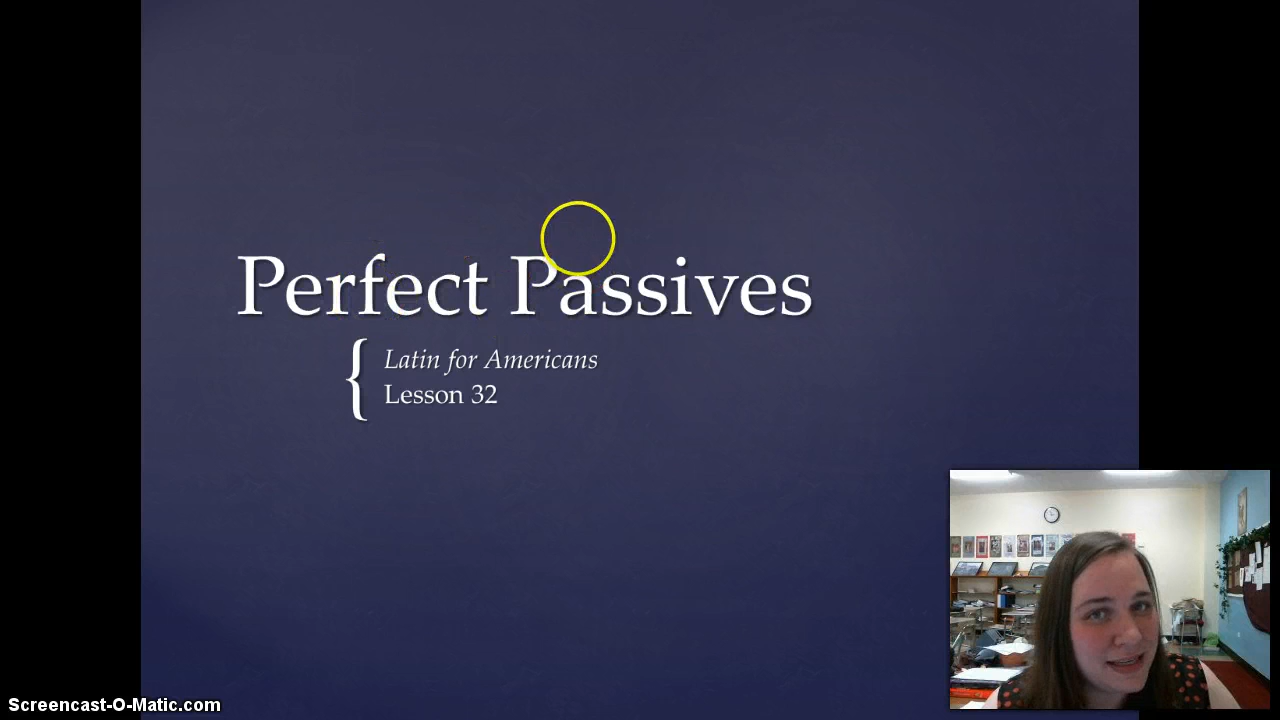 Perfect Passives
{ Latin for Americans
Lesson 32
Screencast-O-Matic.com